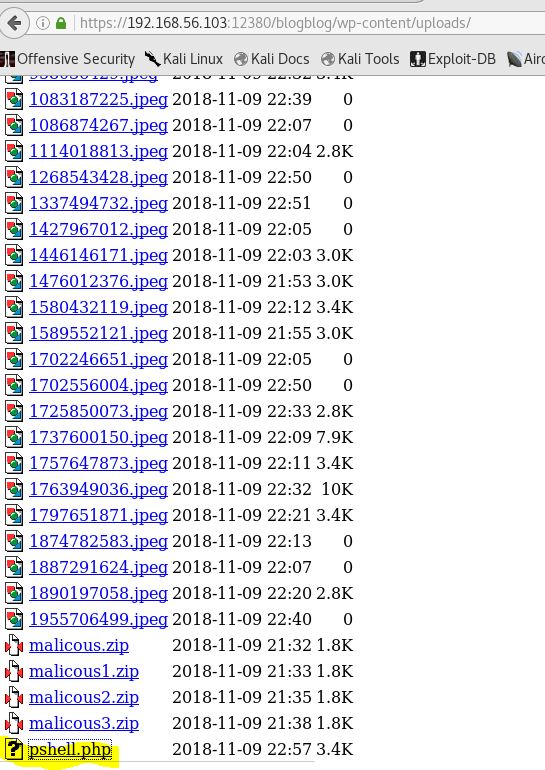 https://192.168.56.103:12380/blogblog/wp-content/uploads/
Offensive Security Kali Linux Kali Docs Kali Tools Exploit-DB Airc
1083187225.jpeg 2018-11-09 22:39 0
1086874267.jpeg 2018-11-09 22:07 0
1114018813.jpeg 2018-11-09 22:04 2.8K
1268543428.jpeg 2018-11-09 22:50 0
1337494732.jpeg 2018-11-09 22:51 0
1427967012.jpeg 2018-11-09 22:05 0
1446146171.jpeg 2018-11-09 22:03 3.0K
1476012376.jpeg 2018-11-09 21:53 3.0K
1580432119.jpeg 2018-11-09 22:12 3.4K
1589552121.jpeg 2018-11-09 21:55 3.0K
1702246651.jpeg 2018-11-09 22:05 0
1702556004.jpeg 2018-11-09 22:50 0
1725850073.jpeg 2018-11-09 22:33 2.8K
1737600150.jpeg 2018-11-09 22:09 7.9K
1757647873.jpeg 2018-11-09 22:11 3.4K
1763949036.jpeg 2018-11-09 22:32 10K
1797651871.jpeg 2018-11-09 22:21 3.4K
1874782583.jpeg 2018-11-09 22:13 0
1887291624.jpeg 2018-11-09 22:07 0
1890197058.jpeg 2018-11-09 22:20 2.8K
1955706499.jpeg 2018-11-09 22:40 0
malicous.zip 2018-11-09 21:32 1.8K
malicous1.zip 2018-11-09 21:33 1.8K
malicous2.zip 2018-11-09 21:35 1.8K
malicous3.zip 2018-11-09 21:38 1.8K
pshell.php 2018-11-09 22:57 3.4K